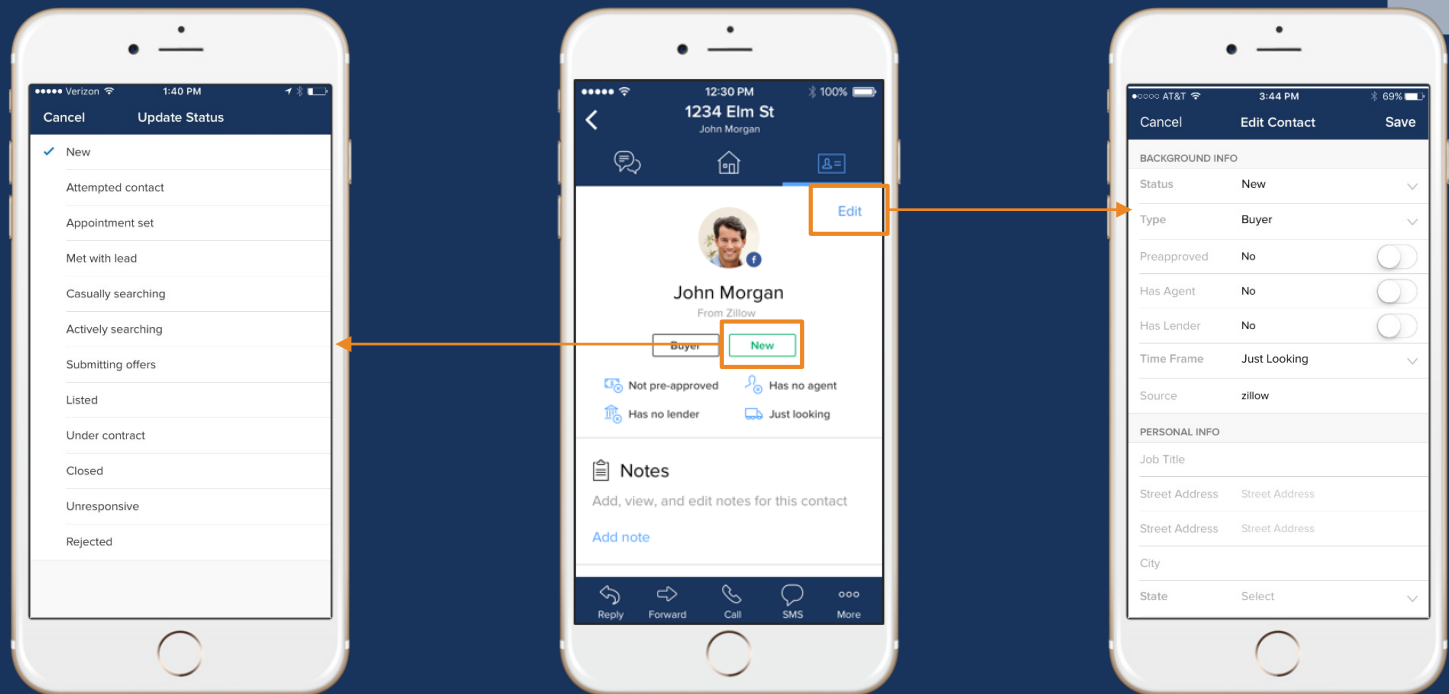 Verizon 1:40 PM
Cancel Update Status
New
Attempted contact
Appointment set
Met with lead
Casually searching
Actively searching
Submitting offers
Listed
Under contract
Closed
Unresponsive
Rejected
12:30 PM 100%
1234 Elm St
John Morgan
Edit
f
John Morgan
From Zillow
Buyer New
Not pre-approved Has no agent
Has no lender Just looking
Notes
Add, view, and edit notes for this contact
Add note
Reply Forward Call SMS More
AT&T 3:44 PM 69%
Cancel Edit Contact Save
BACKGROUND INFO
Status New
Type Buyer
Preapproved No
Has Agent No
Has Lender No
Time Frame Just Looking
Source zillow
PERSONAL INFO
Job Title
Street Address Street Address
Street Address Street Address
City
State Select